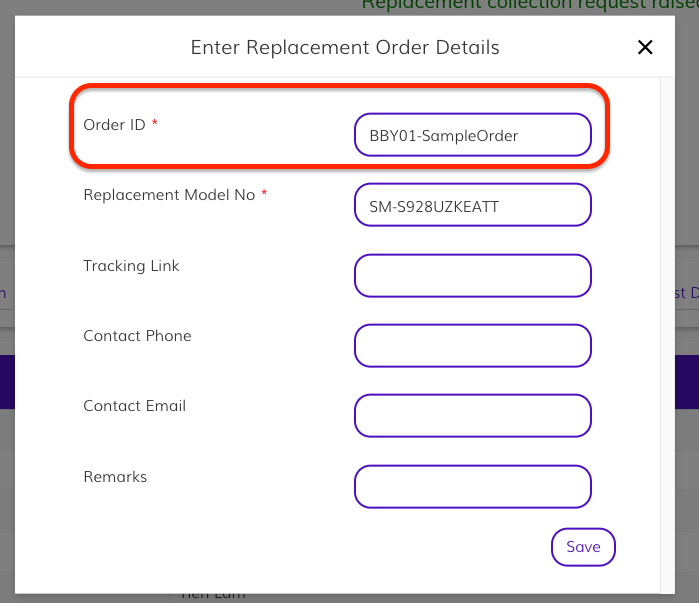 Replacement collection request raise
Enter Replacement Order Details
Order ID *
BBY01-SampleOrder
Replacement Model No *
SM-S928UZKEATT
Tracking Link
Contact Phone
Contact Email
Remarks
Save